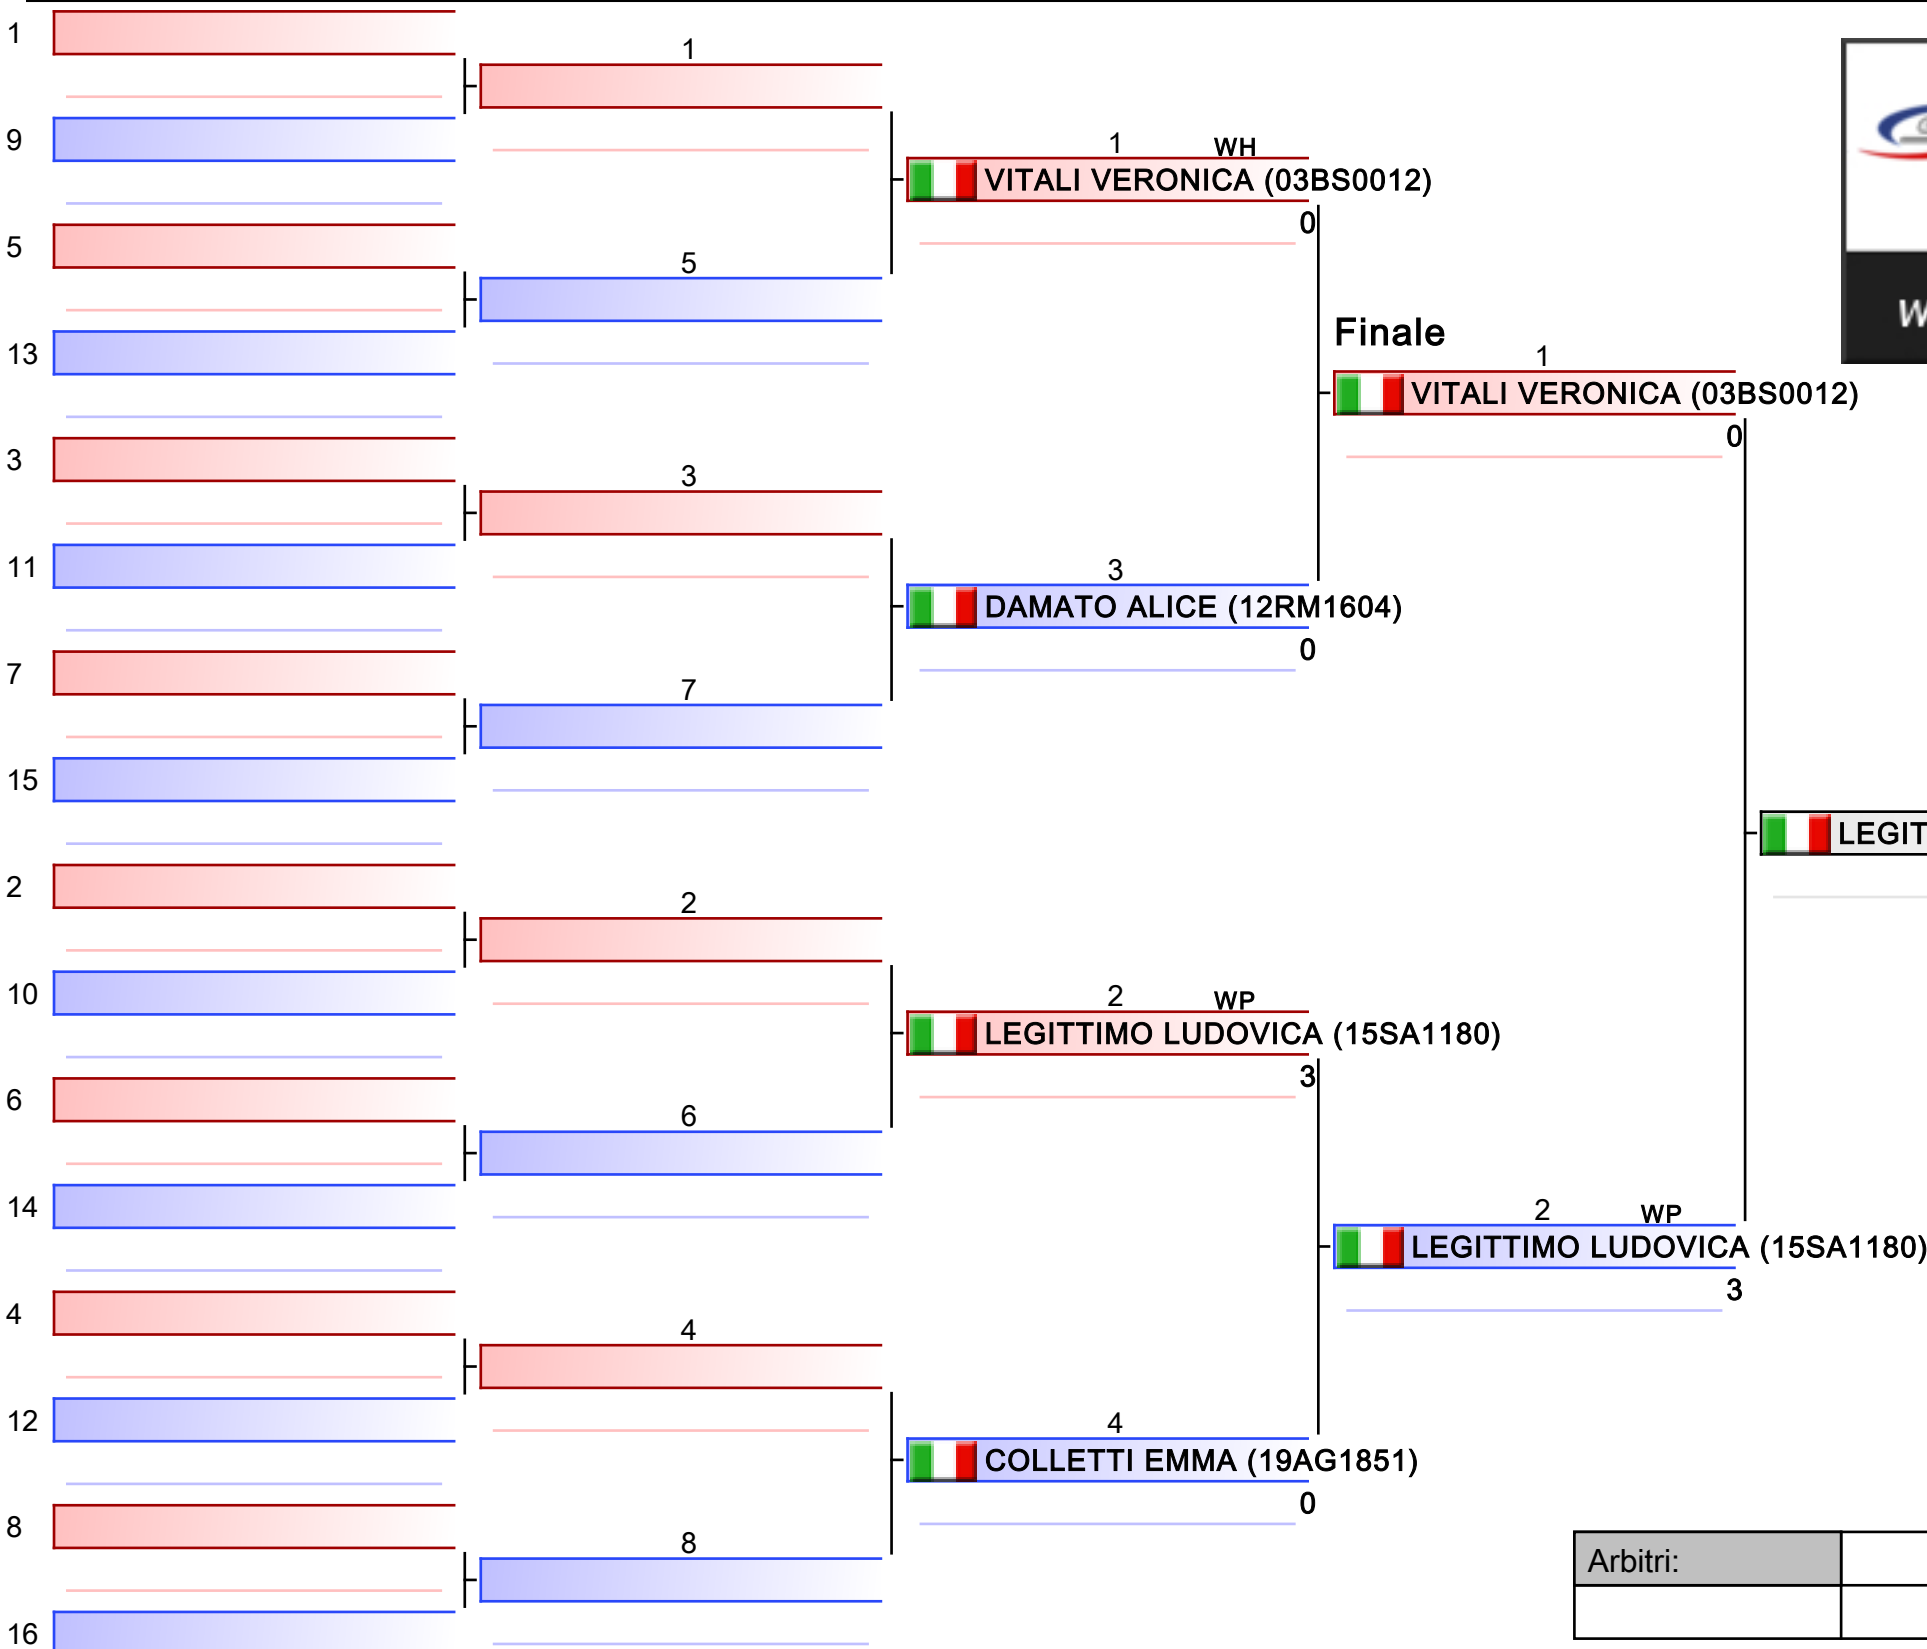 1
9
5
13
3
11
7
15
2
10
6
14
4
12
8
16
1
5
3
7
2
6
4
8
1 WH
VITALI VERONICA (03BS0012)
0
3
DAMATO ALICE (12RM1604)
0
2 WP
LEGITTIMO LUDOVICA (15SA1180)
3
4
COLLETTI EMMA (19AG1851)
0
Finale
1
VITALI VERONICA (03BS0012)
0
2 WP
LEGITTIMO LUDOVICA (15SA1180)
3
LEGIT
Arbitri: